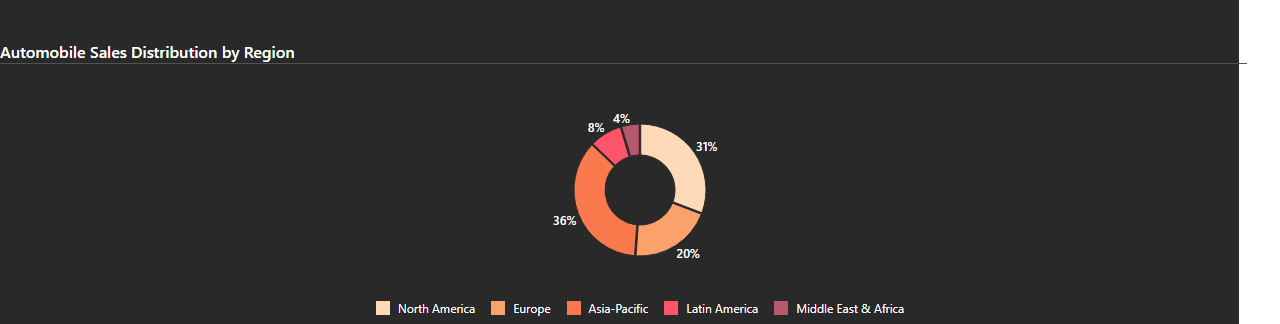 Automobile Sales Distribution by Region
4%
8%
31%
36%
20%
North America Europe Asia-Pacific Latin America Middle East & Africa